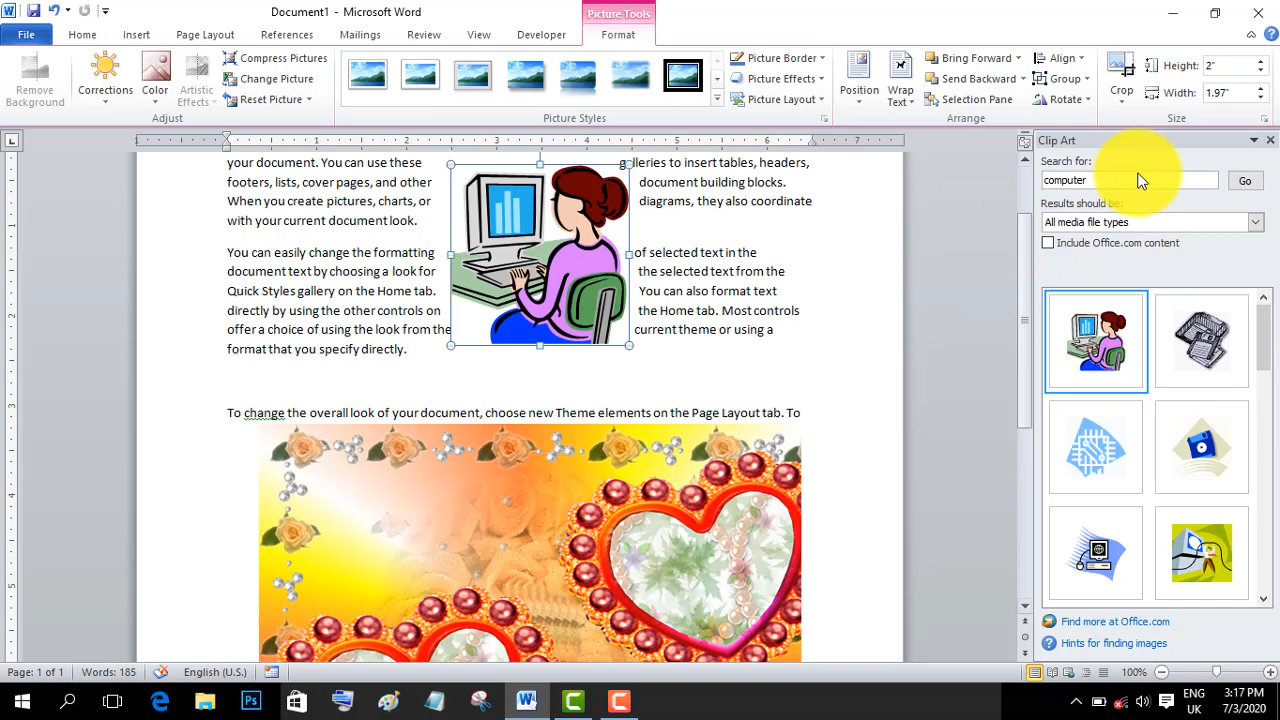 Document1 - Microsoft Word
Picture Tools
File Home Insert Page Layout References Mailings Review View Developer Format
Remove Background
Corrections
Color
Artistic Effects
Compress Pictures
Change Picture
Reset Picture
Adjust
Picture Styles
Picture Border
Picture Effects
Picture Layout
Position
Wrap Text
Bring Forward
Send Backward
Selection Pane
Align
Group
Rotate
Arrange
Crop
Height: 2"
Width: 1.97"
Size
your document. You can use these galleries to insert tables, headers,
footers, lists, cover pages, and other document building blocks.
When you create pictures, charts, or diagrams, they also coordinate
with your current document look.
You can easily change the formatting of selected text in the
document text by choosing a look for the selected text from the
Quick Styles gallery on the Home tab. You can also format text
directly by using the other controls on the Home tab. Most controls
offer a choice of using the look from the current theme or using a
format that you specify directly.
To change the overall look of your document, choose new Theme elements on the Page Layout tab. To
Clip Art
Search for:
computer
Go
Results should be:
All media file types
Include Office.com content
Find more at Office.com
Hints for finding images
Page: 1 of 1 Words: 185 English (U.S.) 100%
ENG 3:17 PM
UK 7/3/2020